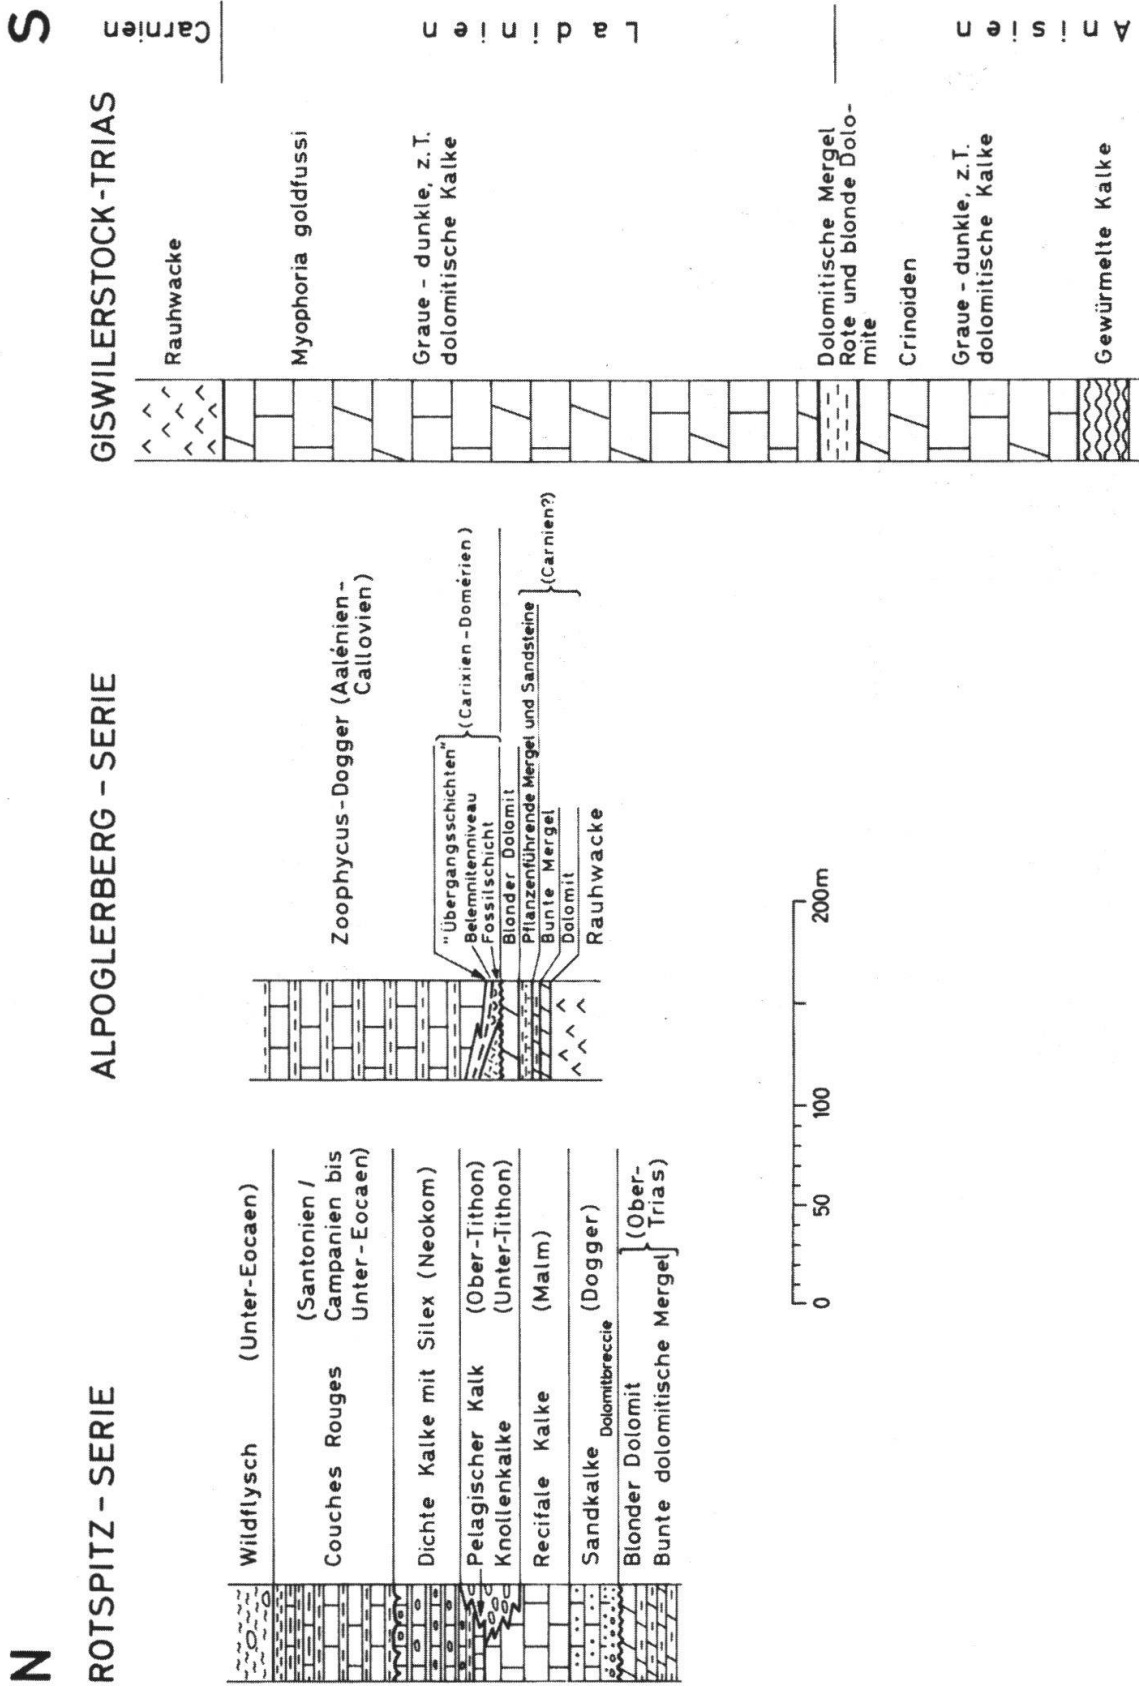 N
S
ROTSPITZ – SERIE
Wildflysch (Unter-Eocaen)
Couches Rouges (Santonien /
Campanien bis
Unter-Eocaen)
Dichte Kalke mit Silex (Neokom)
Pelagischer Kalk (Ober-Tithon)
Knollenkalke (Unter-Tithon)
Recifale Kalke (Malm)
Sandkalke (Dogger)
Dolomitbreccie
Blonder Dolomit
Bunte dolomitische Mergel
(Ober-
Trias)
ALPOGLERBERG – SERIE
Zoophycus-Dogger (Aalénien-
Callovien)
"Übergangsschichten"
Belemnitenniveau
Fossilschicht
(Carixien-Domérien)
Blonder Dolomit
Pflanzenführende Mergel und Sandsteine
Bunte Mergel
Dolomit
(Carnien?)
Rauhwacke
0 50 100 200m
GISWILERSTOCK-TRIAS
Rauhwacke
Myophoria goldfussi
Graue - dunkle, z.T.
dolomitische Kalke
Dolomitische Mergel
Rote und blonde Dolo-
mite
Crinoiden
Graue - dunkle, z.T.
dolomitische Kalke
Gewürmelte Kalke
Carnien
Ladinien
Anisien